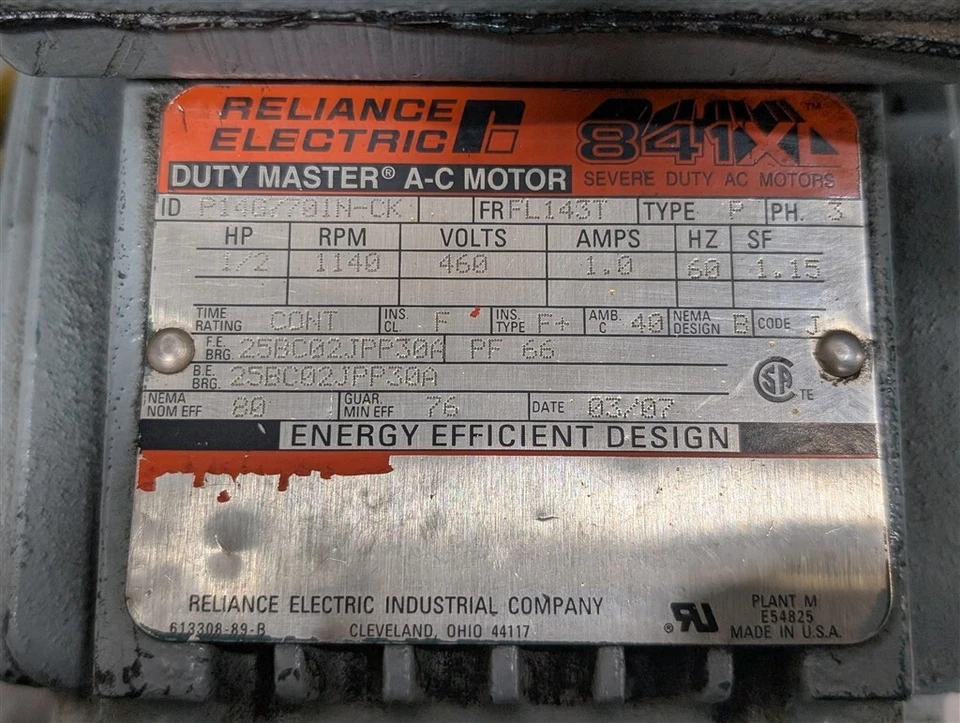 RELIANCE
ELECTRIC
841XL™
DUTY MASTER® A-C MOTOR
SEVERE DUTY AC MOTORS
ID P14G7701N-CK FR FL143T TYPE P PH. 3
HP RPM VOLTS AMPS HZ SF
1/2 1140 460 1.0 60 1.15
TIME RATING CONT INS. CL. F INS. TYPE F+ AMB. C 40 NEMA DESIGN B CODE J
F.E. BRG. 25BC02JPP30A PF 66
B.E. BRG. 25BC02JPP30A
SA TE
NEMA NOM EFF 80 GUAR. MIN EFF 76 DATE 03/07
ENERGY EFFICIENT DESIGN
RELIANCE ELECTRIC INDUSTRIAL COMPANY
613308-89-B CLEVELAND, OHIO 44117
® RU
PLANT M
E54825
MADE IN U.S.A.